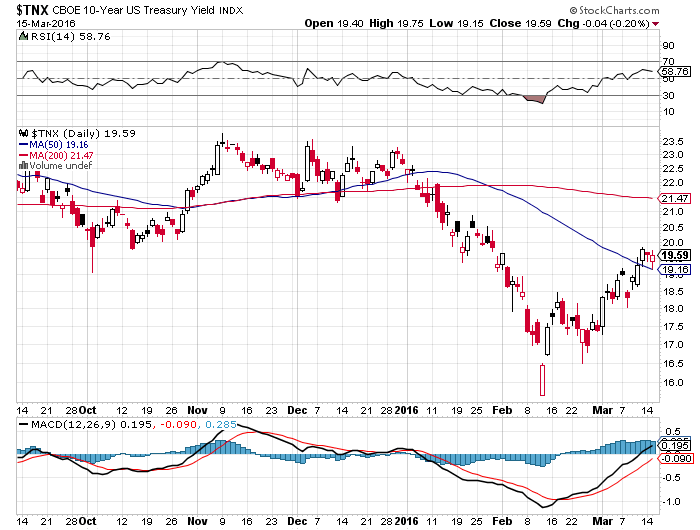 $TNX CBOE 10-Year US Treasury Yield INDX
© StockCharts.com
15-Mar-2016
Open 19.40 High 19.75 Low 19.15 Close 19.59 Chg -0.04 (-0.20%)
RSI(14) 58.76
90
70
58.76
50
30
10
$TNX (Daily) 19.59
MA(50) 19.16
MA(200) 21.47
Volume undef
23.5
23.0
22.5
22.0
21.47
21.0
20.5
20.0
19.59
19.16
18.5
18.0
17.5
17.0
16.5
16.0
14 21 28 Oct 12 19 26 Nov 9 16 23 Dec 7 14 21 28 2016 11 19 25 Feb 8 16 22 Mar 7 14
MACD(12,26,9) 0.195, -0.090, 0.285
0.5
0.195
-0.090
-0.5
-1.0
14 21 28 Oct 12 19 26 Nov 9 16 23 Dec 7 14 21 28 2016 11 19 25 Feb 8 16 22 Mar 7 14